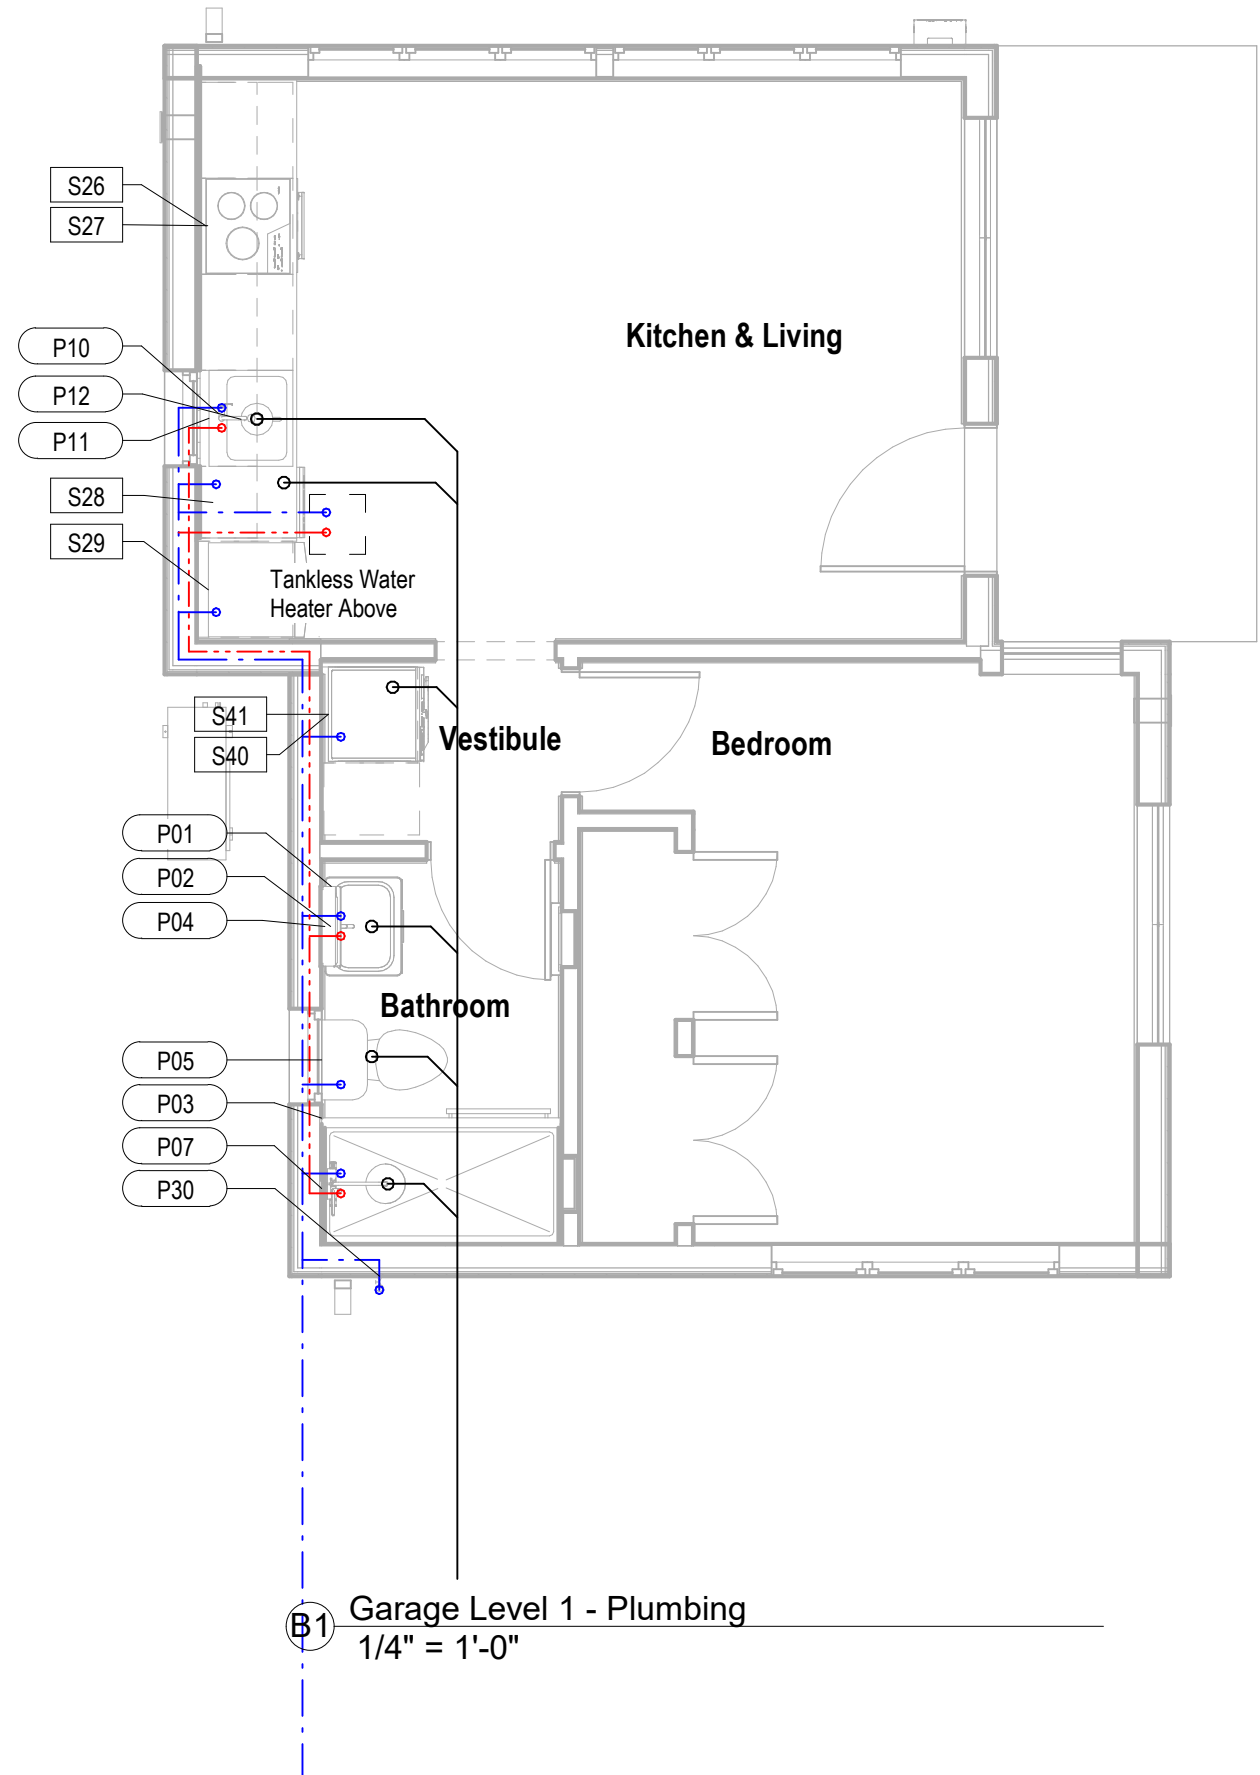 S26
S27
Kitchen & Living
P10
P12
P11
S28
S29
Tankless Water
Heater Above
S41
S40
Vestibule
Bedroom
P01
P02
P04
Bathroom
P05
P03
P07
P30
B1
Garage Level 1 - Plumbing
1/4" = 1'-0"